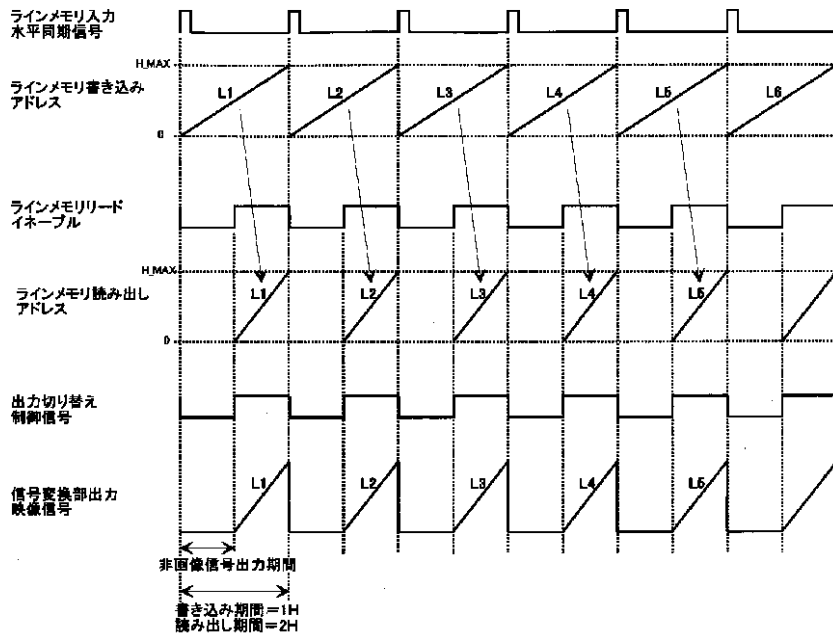 ラインメモリ入力
水平同期信号
H_MAX
ラインメモリ書き込み
アドレス
L1
L2
L3
L4
L5
L6
0
ラインメモリリード
イネーブル
H_MAX
ラインメモリ読み出し
アドレス
L1
L2
L3
L4
L5
0
出力切り替え
制御信号
信号変換部出力
映像信号
L1
L2
L3
L4
L5
非画像信号出力期間
書き込み期間=1H
読み出し期間=2H